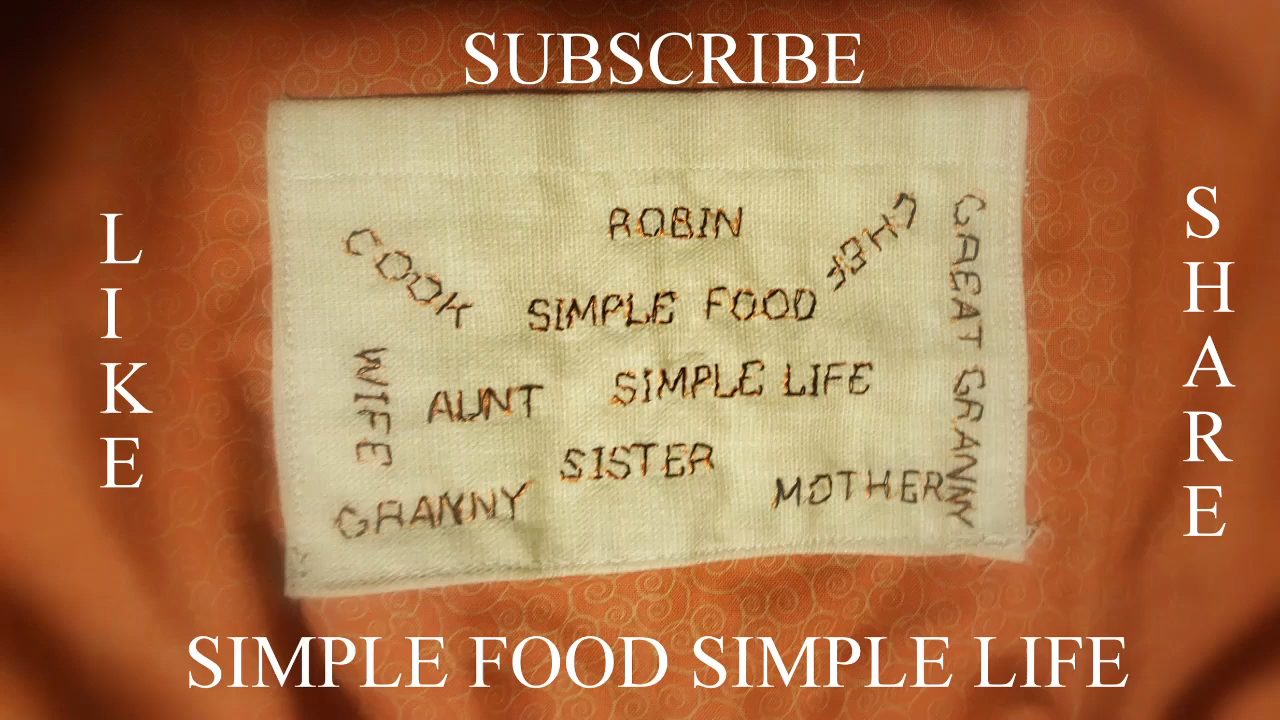 SUBSCRIBE
LIKE
SHARE
ROBIN
COOK
CHEF
GREAT GRANNY
SIMPLE FOOD
WIFE
AUNT
SIMPLE LIFE
SISTER
MOTHER
GRANNY
SIMPLE FOOD SIMPLE LIFE